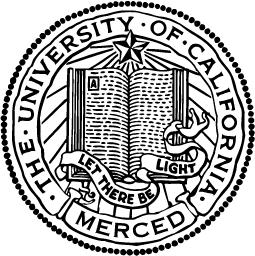 · THE · UNIVERSITY · OF · CALIFORNIA ·
A
LET THERE BE
LIGHT
MERCED